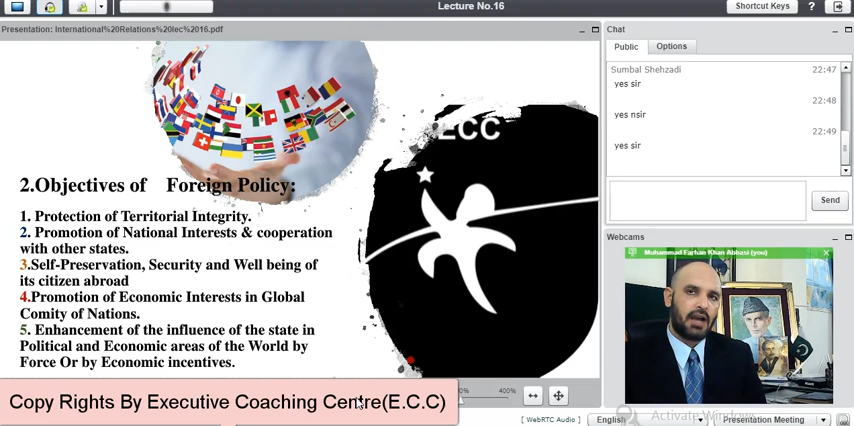 Lecture No.16
Shortcut Keys
?
Presentation: International%20Relations%20lec%2016.pdf
ECC
2.Objectives of Foreign Policy:
1. Protection of Territorial Integrity.
2. Promotion of National Interests & cooperation
with other states.
3.Self-Preservation, Security and Well being of
its citizen abroad
4.Promotion of Economic Interests in Global
Comity of Nations.
5. Enhancement of the influence of the state in
Political and Economic areas of the World by
Force Or by Economic incentives.
400%
Copy Rights By Executive Coaching Centre(E.C.C)
[ WebRTC Audio ]
English
Chat
Public
Options
Sumbal Shehzadi 22:47
yes sir
22:48
yes nsir
22:49
yes sir
Send
Webcams
Muhammad Farhan Khan Abbasi (you)
Activate Windows
Presentation Meeting